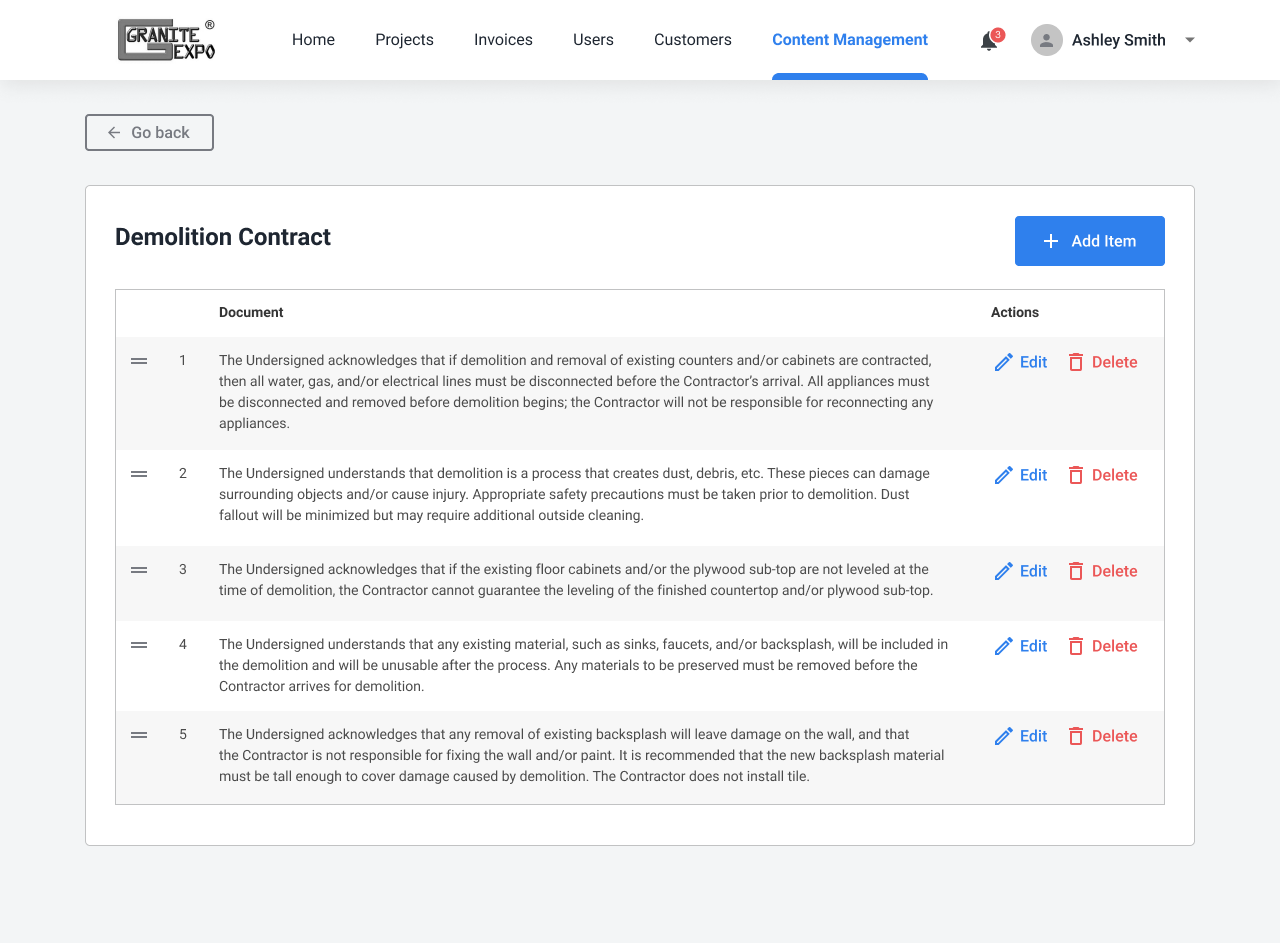 GRANITE ®
EXPO
Home
Projects
Invoices
Users
Customers
Content Management
3
Ashley Smith
Go back
Demolition Contract
Add Item
Document
Actions
1
The Undersigned acknowledges that if demolition and removal of existing counters and/or cabinets are contracted,
then all water, gas, and/or electrical lines must be disconnected before the Contractor’s arrival. All appliances must
be disconnected and removed before demolition begins; the Contractor will not be responsible for reconnecting any
appliances.
Edit
Delete
2
The Undersigned understands that demolition is a process that creates dust, debris, etc. These pieces can damage
surrounding objects and/or cause injury. Appropriate safety precautions must be taken prior to demolition. Dust
fallout will be minimized but may require additional outside cleaning.
Edit
Delete
3
The Undersigned acknowledges that if the existing floor cabinets and/or the plywood sub-top are not leveled at the
time of demolition, the Contractor cannot guarantee the leveling of the finished countertop and/or plywood sub-top.
Edit
Delete
4
The Undersigned understands that any existing material, such as sinks, faucets, and/or backsplash, will be included in
the demolition and will be unusable after the process. Any materials to be preserved must be removed before the
Contractor arrives for demolition.
Edit
Delete
5
The Undersigned acknowledges that any removal of existing backsplash will leave damage on the wall, and that
the Contractor is not responsible for fixing the wall and/or paint. It is recommended that the new backsplash material
must be tall enough to cover damage caused by demolition. The Contractor does not install tile.
Edit
Delete